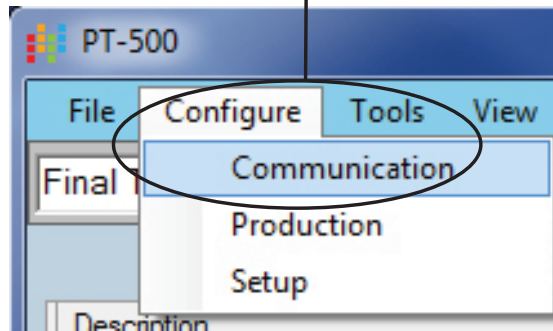 PT-500
File Configure Tools View
Final
Communication
Production
Setup
Description